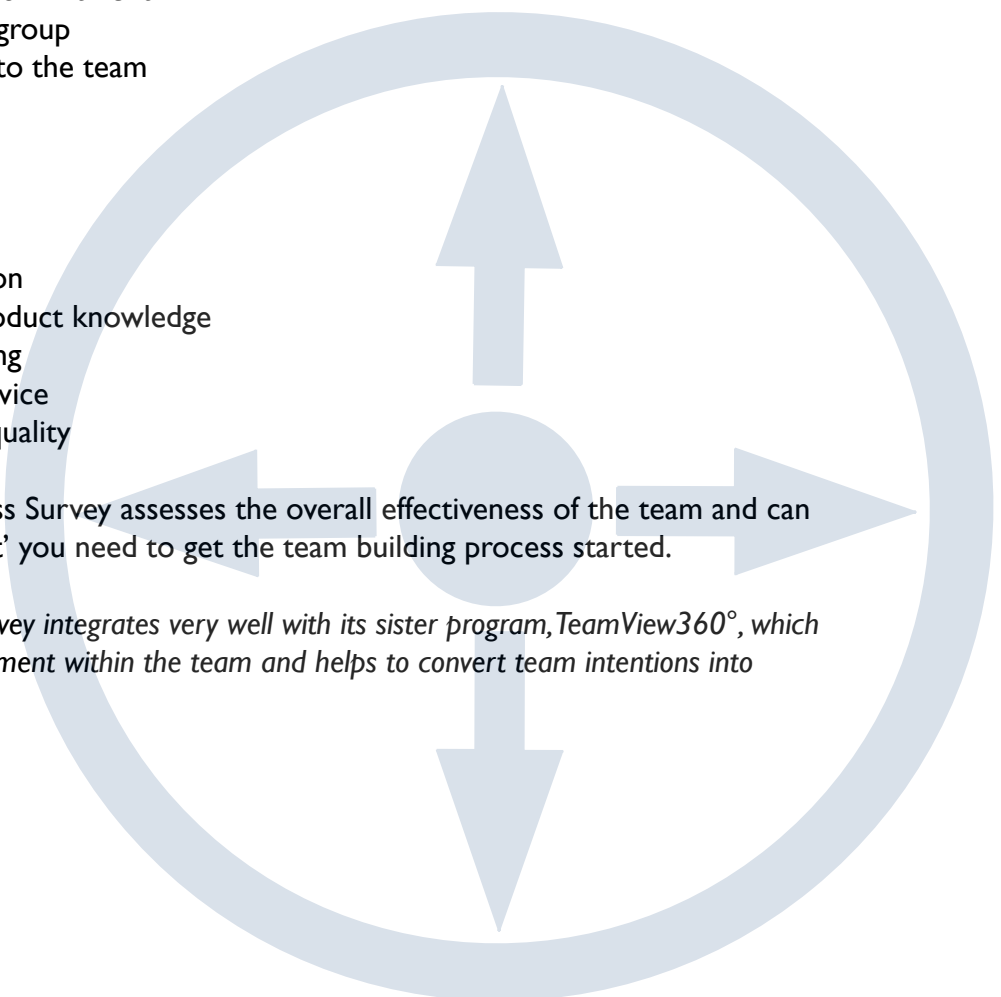 group
to the team
on
oduct knowledge
ng
vice
quality
ss Survey assesses the overall effectiveness of the team and can
t’ you need to get the team building process started.
vey integrates very well with its sister program, TeamView360°, which
ment within the team and helps to convert team intentions into